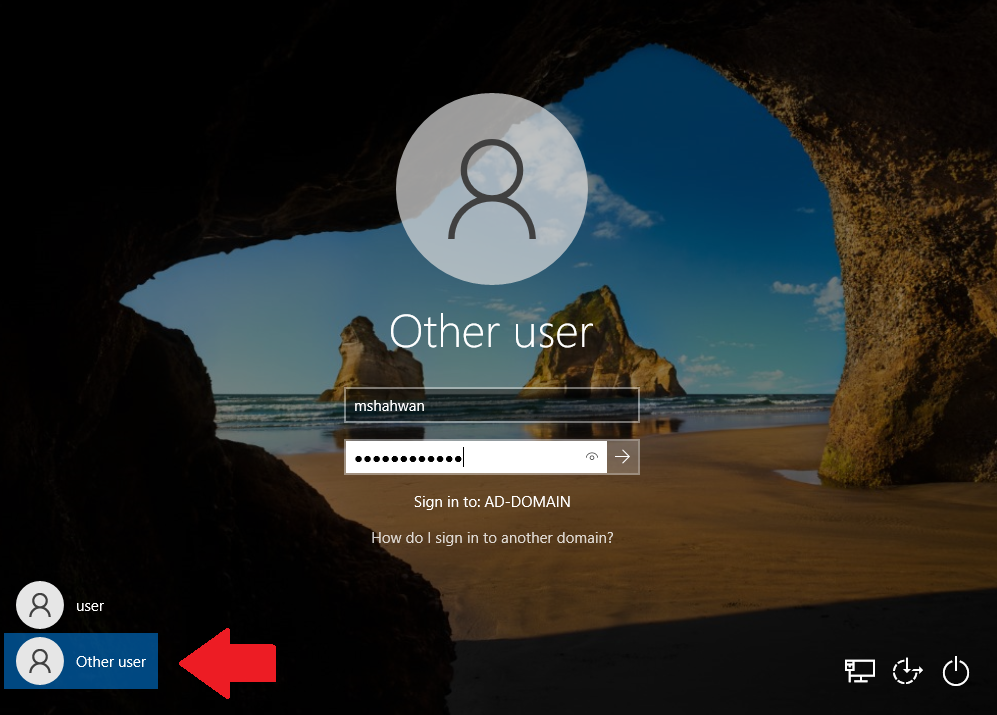 Other user
mshahwan
••••••••••••
Sign in to: AD-DOMAIN
How do I sign in to another domain?
user
Other user